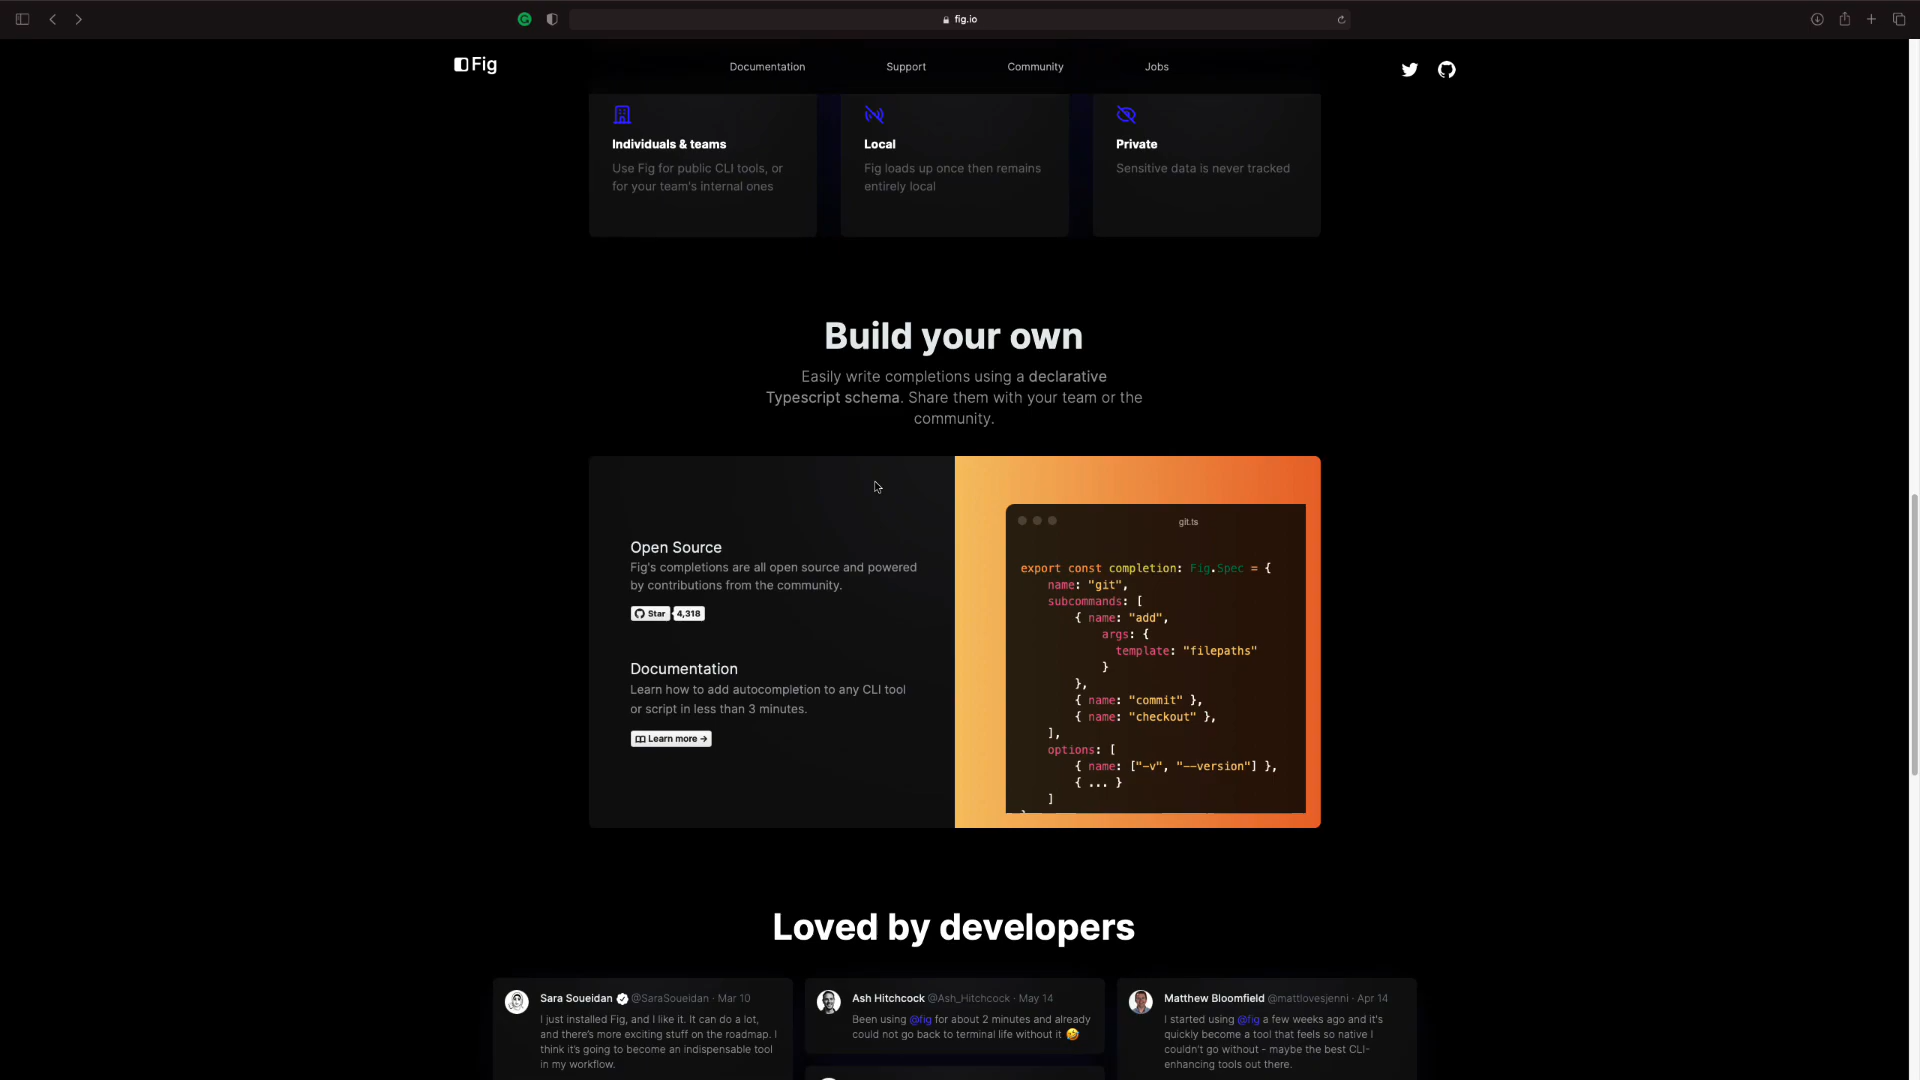 fig.io
Fig
Documentation
Support
Community
Jobs
Individuals & teams
Use Fig for public CLI tools, or
for your team's internal ones
Local
Fig loads up once then remains
entirely local
Private
Sensitive data is never tracked
Build your own
Easily write completions using a declarative
Typescript schema. Share them with your team or the
community.
Open Source
Fig's completions are all open source and powered
by contributions from the community.
Star 4,318
Documentation
Learn how to add autocompletion to any CLI tool
or script in less than 3 minutes.
Learn more →
git.ts
export const completion: Fig.Spec = {
name: "git",
subcommands: [
{ name: "add",
args: {
template: "filepaths"
}
},
{ name: "commit" },
{ name: "checkout" },
],
options: [
{ name: ["-v", "--version"] },
{ ... }
]
Loved by developers
Sara Soueidan @SaraSoueidan · Mar 10
I just installed Fig, and I like it. It can do a lot,
and there's more exciting stuff on the roadmap. I
think it's going to become an indispensable tool
in my workflow.
Ash Hitchcock @Ash_Hitchcock · May 14
Been using @fig for about 2 minutes and already
could not go back to terminal life without it 🤣
Matthew Bloomfield @mattlovesjenni · Apr 14
I started using @fig a few weeks ago and it's
quickly become a tool that feels so native I
couldn't go without - maybe the best CLI-
enhancing tools out there.